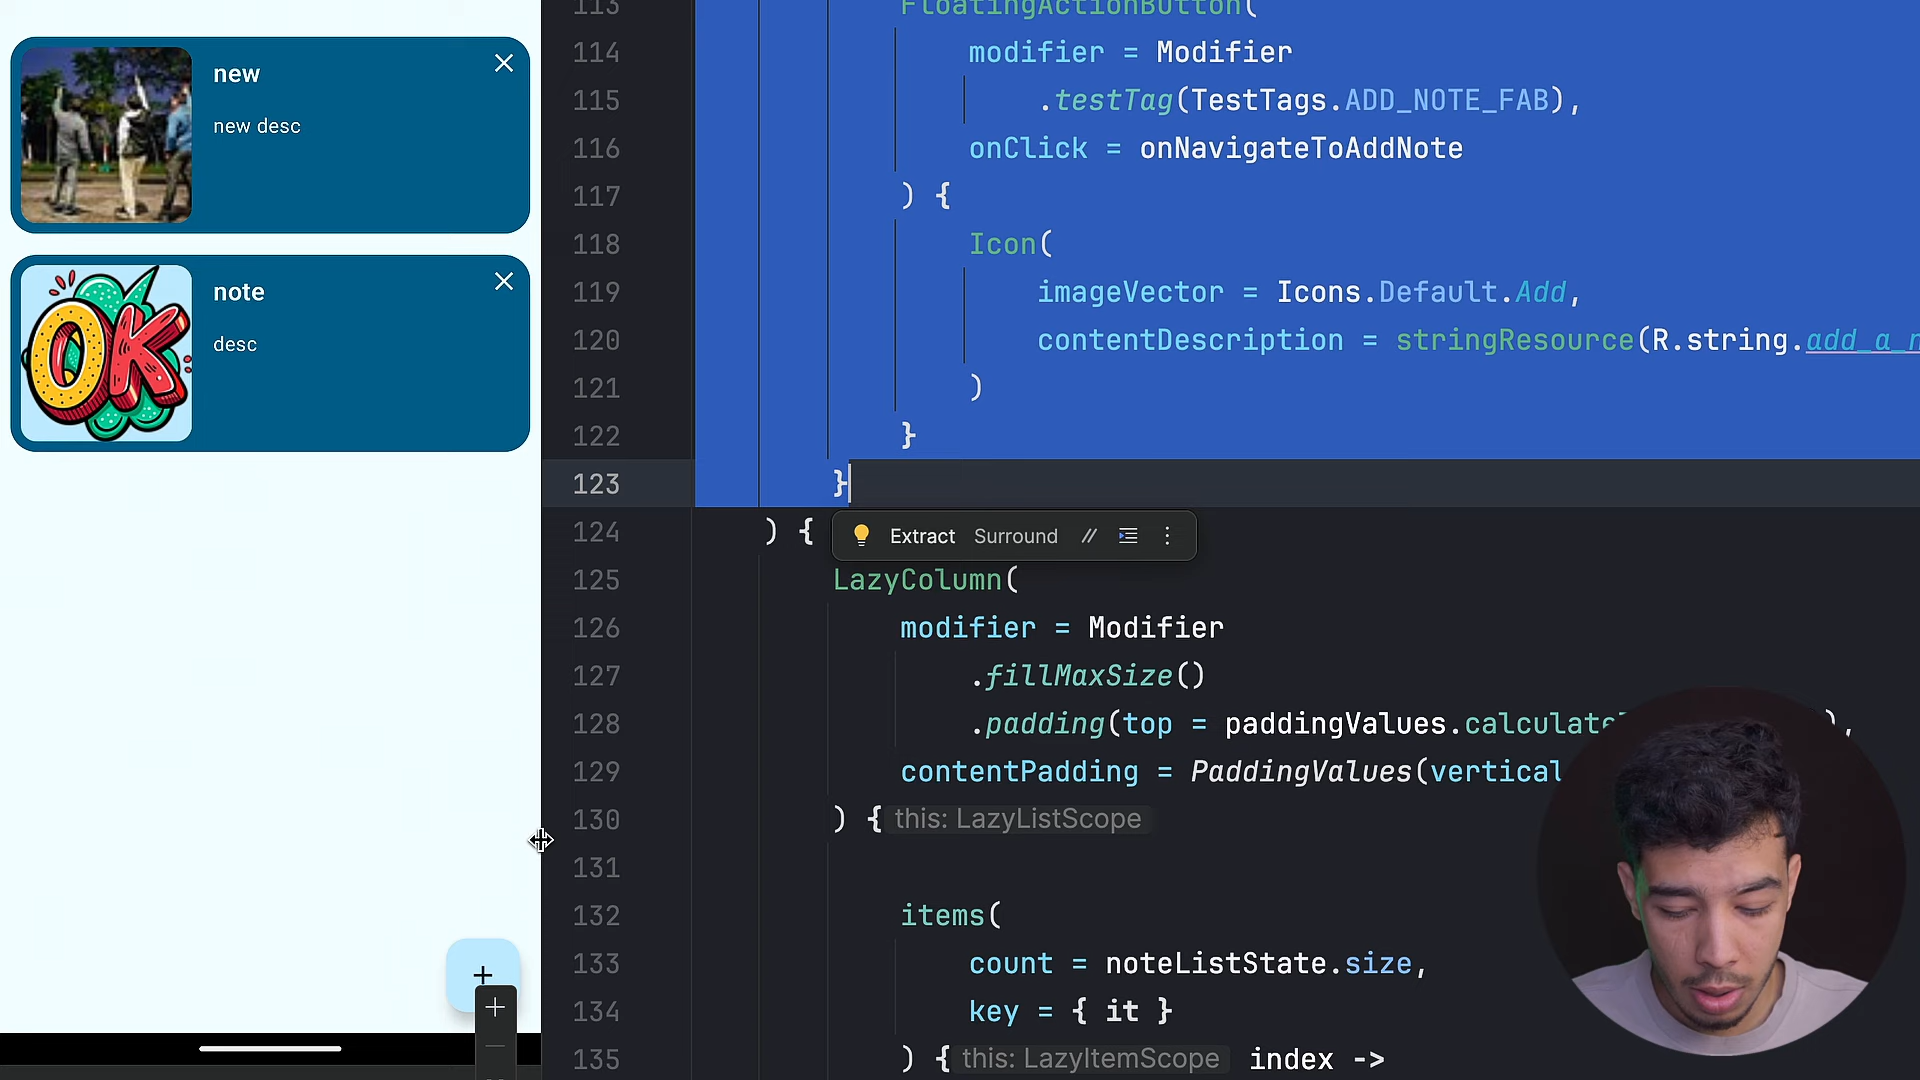 new
new desc
note
OK
desc
113 FloatingActionButton(
114 modifier = Modifier
115 .testTag(TestTags.ADD_NOTE_FAB),
116 onClick = onNavigateToAddNote
117 ) {
118 Icon(
119 imageVector = Icons.Default.Add,
120 contentDescription = stringResource(R.string.add_a_n
121 )
122 }
123 }
124 ) {
Extract Surround //
125 LazyColumn(
126 modifier = Modifier
127 .fillMaxSize()
128 .padding(top = paddingValues.calculate ),
129 contentPadding = PaddingValues(vertical
130 ) { this: LazyListScope
131
132 items(
133 count = noteListState.size,
134 key = { it }
135 ) { this: LazyItemScope index ->